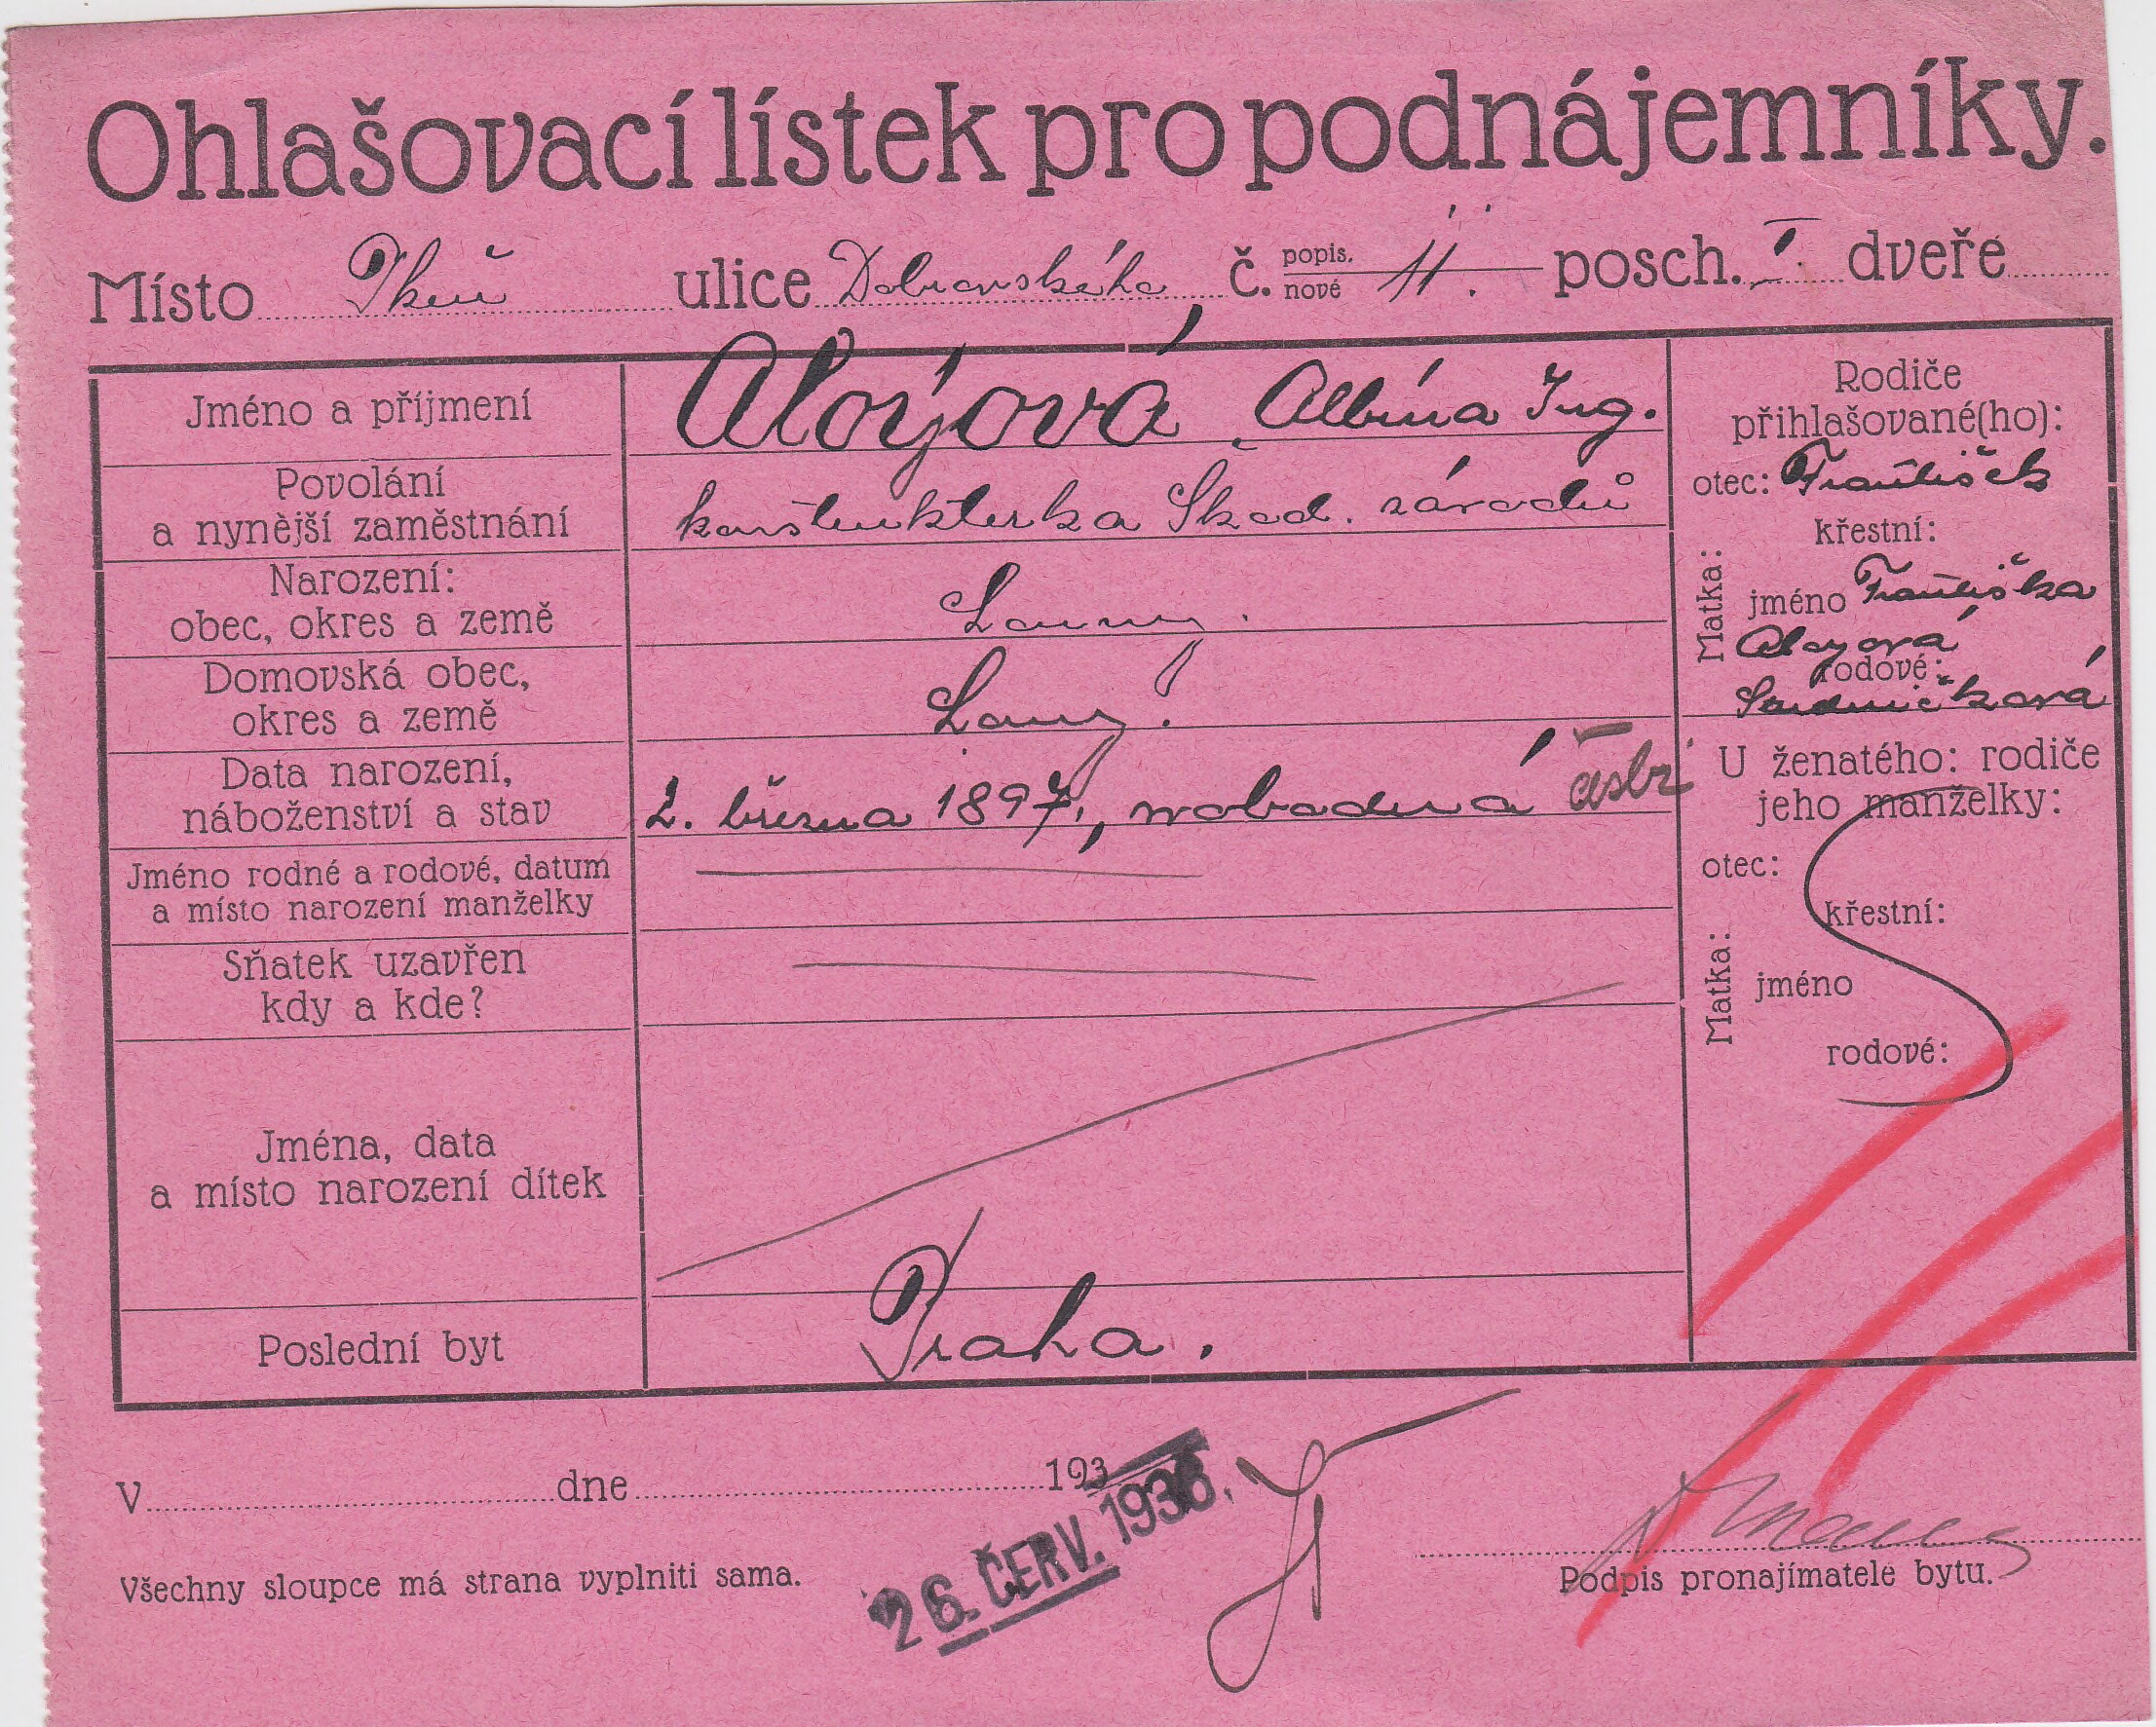 Ohlašovací lístek pro podnájemníky.
Místo Plzeň ulice Dobrovského č. popis. nové 11. posch. I. dveře
Jméno a příjmení Aloyová Albína Ing.
Povolání
a nynější zaměstnání konstruktérka Škod. závodů
Narození:
obec, okres a země Louny.
Domovská obec,
okres a země Louny.
Data narození,
náboženství a stav 2. března 1897, svobodná čsbr
Jméno rodné a rodové, datum
a místo narození manželky
Sňatek uzavřen
kdy a kde?
Jména, data
a místo narození dítek
Poslední byt Praha.
Rodiče
přihlašované(ho):
otec: František
Matka:
křestní:
jméno Františka
Aloyová
rodové:
U ženatého: rodiče
jeho manželky:
otec:
Matka:
křestní:
jméno
rodové:
V dne 193
26. ČERV. 1936.
Všechny sloupce má strana vyplniti sama.
Podpis pronajímatele bytu.